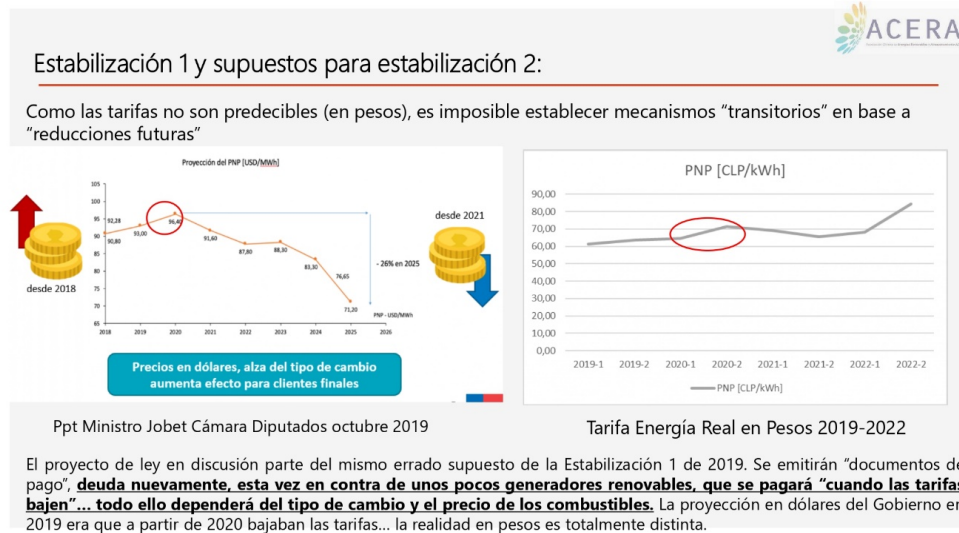 ACERA
Estabilización 1 y supuestos para estabilización 2:
Como las tarifas no son predecibles (en pesos), es imposible establecer mecanismos “transitorios” en base a
“reducciones futuras”
Proyección del PNP [USD/MWh]
105
100
95
90
85
80
75
70
65
92,28
90,80
93,00
96,40
91,60
87,80
88,30
83,30
76,65
71,20
- 26% en 2025
PNP - USD/MWh
2018 2019 2020 2021 2022 2023 2024 2025 2026
desde 2018
desde 2021
Precios en dólares, alza del tipo de cambio
aumenta efecto para clientes finales
PNP [CLP/kWh]
90,00
80,00
70,00
60,00
50,00
40,00
30,00
20,00
10,00
0,00
2019-1 2019-2 2020-1 2020-2 2021-1 2021-2 2022-1 2022-2
PNP [CLP/kWh]
Ppt Ministro Jobet Cámara Diputados octubre 2019
Tarifa Energía Real en Pesos 2019-2022
El proyecto de ley en discusión parte del mismo errado supuesto de la Estabilización 1 de 2019. Se emitirán “documentos de
pago”, deuda nuevamente, esta vez en contra de unos pocos generadores renovables, que se pagará “cuando las tarifas
bajen”... todo ello dependerá del tipo de cambio y el precio de los combustibles. La proyección en dólares del Gobierno en
2019 era que a partir de 2020 bajaban las tarifas... la realidad en pesos es totalmente distinta.